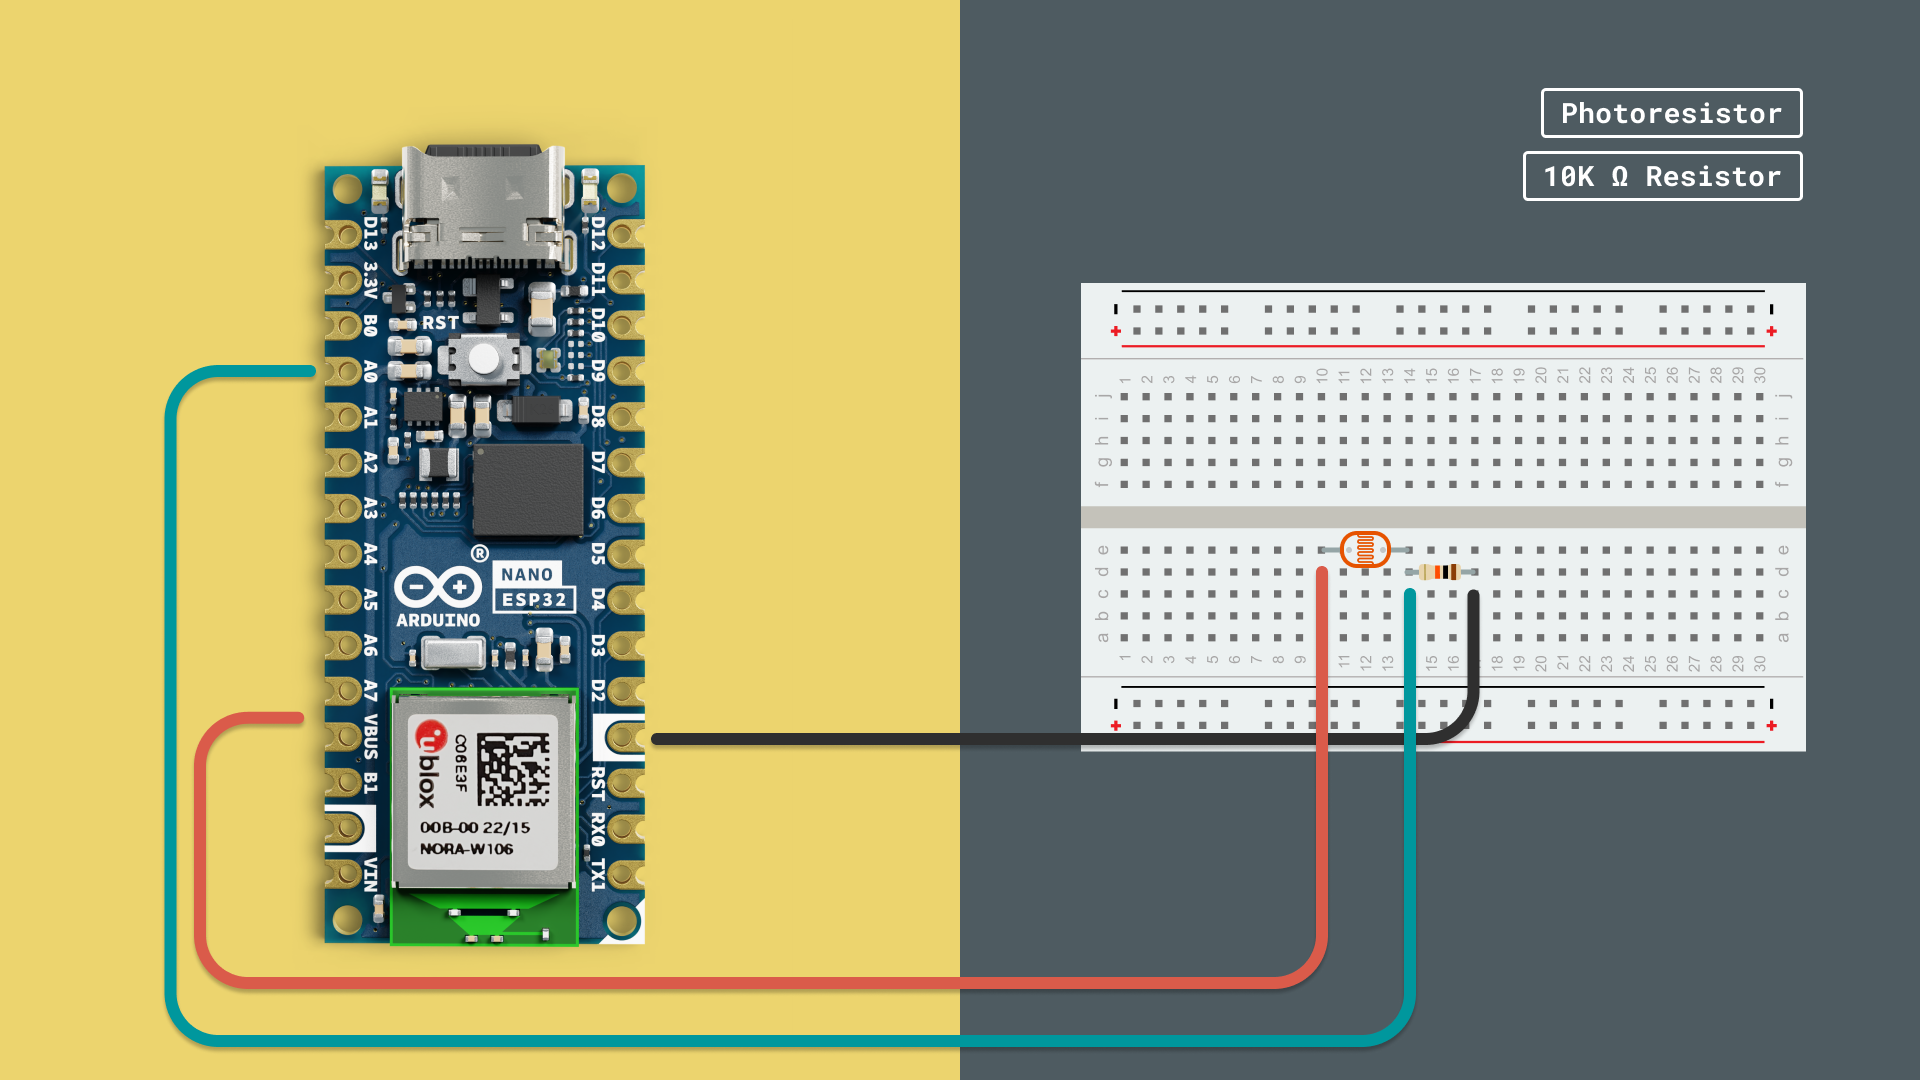 Photoresistor
10K Ω Resistor
D13
3.3V
B0
A0
A1
A2
A3
A4
A5
A6
A7
VBUS
B1
VIN
RST
®
NANO
ESP32
ARDUINO
ublox
C06E3F
00B-00 22/15
NORA-W106
D12
D11
D10
D9
D8
D7
D6
D5
D4
D3
D2
RST
RX0
TX1
+ +
1 2 3 4 5 6 7 8 9 10 11 12 13 14 15 16 17 18 19 20 21 22 23 24 25 26 27 28 29 30
j j
i i
h h
g g
f f
e e
d d
c c
b b
a a
1 2 3 4 5 6 7 8 9 11 12 13 15 16 18 19 20 21 22 23 24 25 26 27 28 29 30
+ +